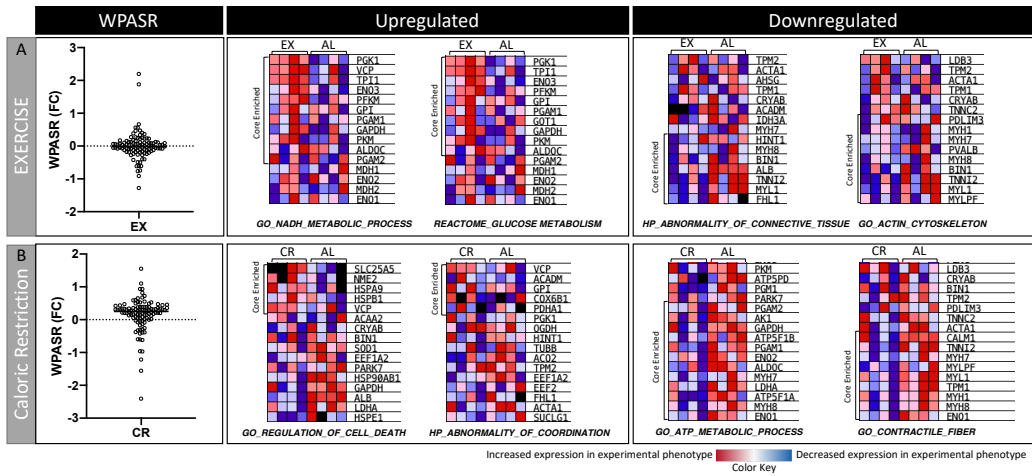 WPASR
Upregulated
Downregulated
EXERCISE
A
WPASR (FC)
3
2
1
0
-1
-2
EX
EX AL
Core Enriched
PGK1
VCP
TPI1
ENO3
PFKM
GPI
PGAM1
GAPDH
PKM
ALDOC
PGAM2
MDH1
ENO2
MDH2
ENO1
GO_NADH_METABOLIC_PROCESS
EX AL
Core Enriched
PGK1
TPI1
ENO3
PFKM
GPI
PGAM1
GOT1
GAPDH
PKM
ALDOC
PGAM2
MDH1
ENO2
MDH2
ENO1
REACTOME_GLUCOSE METABOLISM
EX AL
Core Enriched
TPM2
ACTA1
AHSG
TPM1
CRYAB
ACADM
IDH3A
MYH7
HINT1
MYH8
BIN1
ALB
TNNI2
MYL1
FHL1
HP_ABNORMALITY_OF_CONNECTIVE_TISSUE
EX AL
Core Enriched
LDB3
TPM2
ACTA1
TPM1
CRYAB
TNNC2
PDLIM3
MYH1
MYH7
PVALB
MYH8
BIN1
TNNI2
MYL1
MYLPF
GO_ACTIN_CYTOSKELETON
Caloric Restriction
B
WPASR (FC)
2
1
0
-1
-2
-3
CR
CR AL
Core Enriched
SLC25A5
NME2
HSPA9
HSPB1
VCP
ACAA2
CRYAB
BIN1
SOD1
EEF1A2
PARK7
HSP90AB1
GAPDH
ALB
LDHA
HSPE1
GO_REGULATION_OF_CELL_DEATH
CR AL
Core Enriched
VCP
ACADM
GPI
COX6B1
PDHA1
PGK1
OGDH
HINT1
TUBB
ACO2
TPM2
EEF1A2
EEF2
FHL1
ACTA1
SUCLG1
HP_ABNORMALITY_OF_COORDINATION
CR AL
Core Enriched
PKM
ATP5PD
PGM1
PARK7
PGAM2
AK1
GAPDH
ATP5F1B
PGAM1
ENO2
ALDOC
MYH7
LDHA
ATP5F1A
MYH8
ENO1
GO_ATP_METABOLIC_PROCESS
CR AL
Core Enriched
LDB3
CRYAB
BIN1
TPM2
PDLIM3
TNNC2
ACTA1
CALM1
TNNI2
MYH7
MYLPF
MYL1
TPM1
MYH1
MYH8
ENO1
GO_CONTRACTILE_FIBER
Increased expression in experimental phenotype Decreased expression in experimental phenotype
Color Key